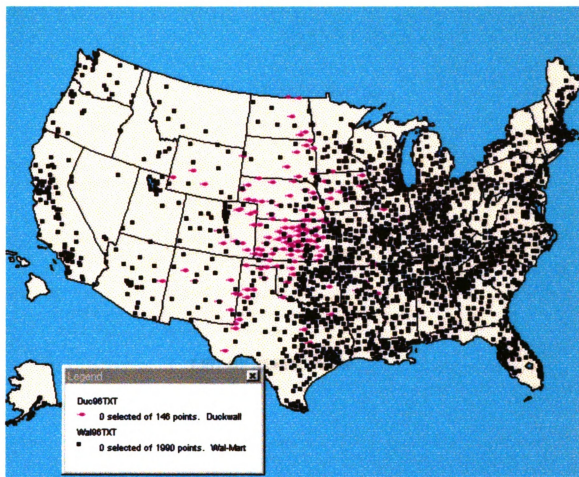 Legend
Duc96TXT
0 selected of 146 points. Duckwall
Wal96TXT
0 selected of 1990 points. Wal-Mart